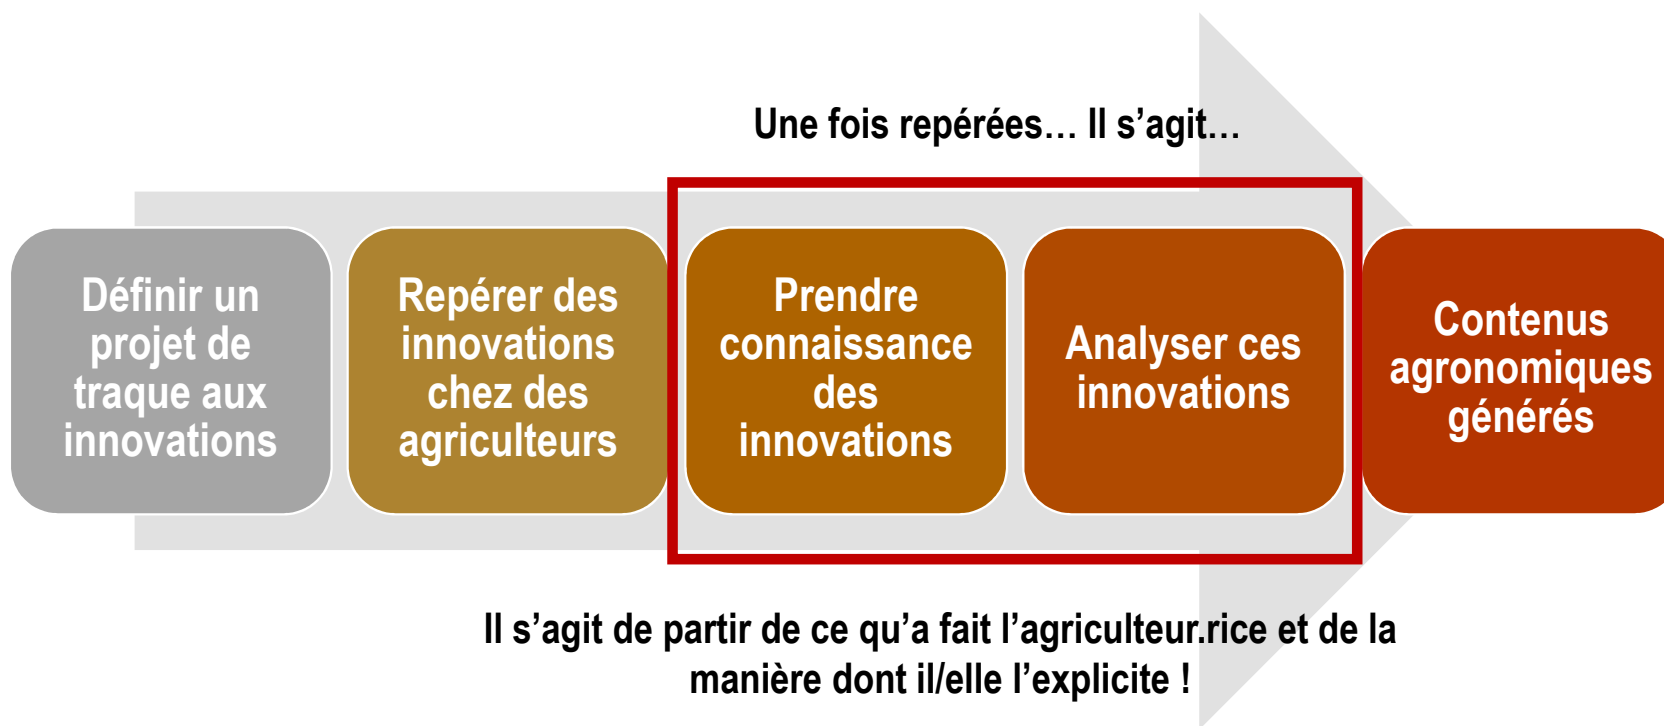 Une fois repérées… Il s’agit…
Définir un
projet de
traque aux
innovations
Repérer des
innovations
chez des
agriculteurs
Prendre
connaissance
des
innovations
Analyser ces
innovations
Contenus
agronomiques
générés
Il s’agit de partir de ce qu’a fait l’agriculteur.rice et de la
manière dont il/elle l’explicite !